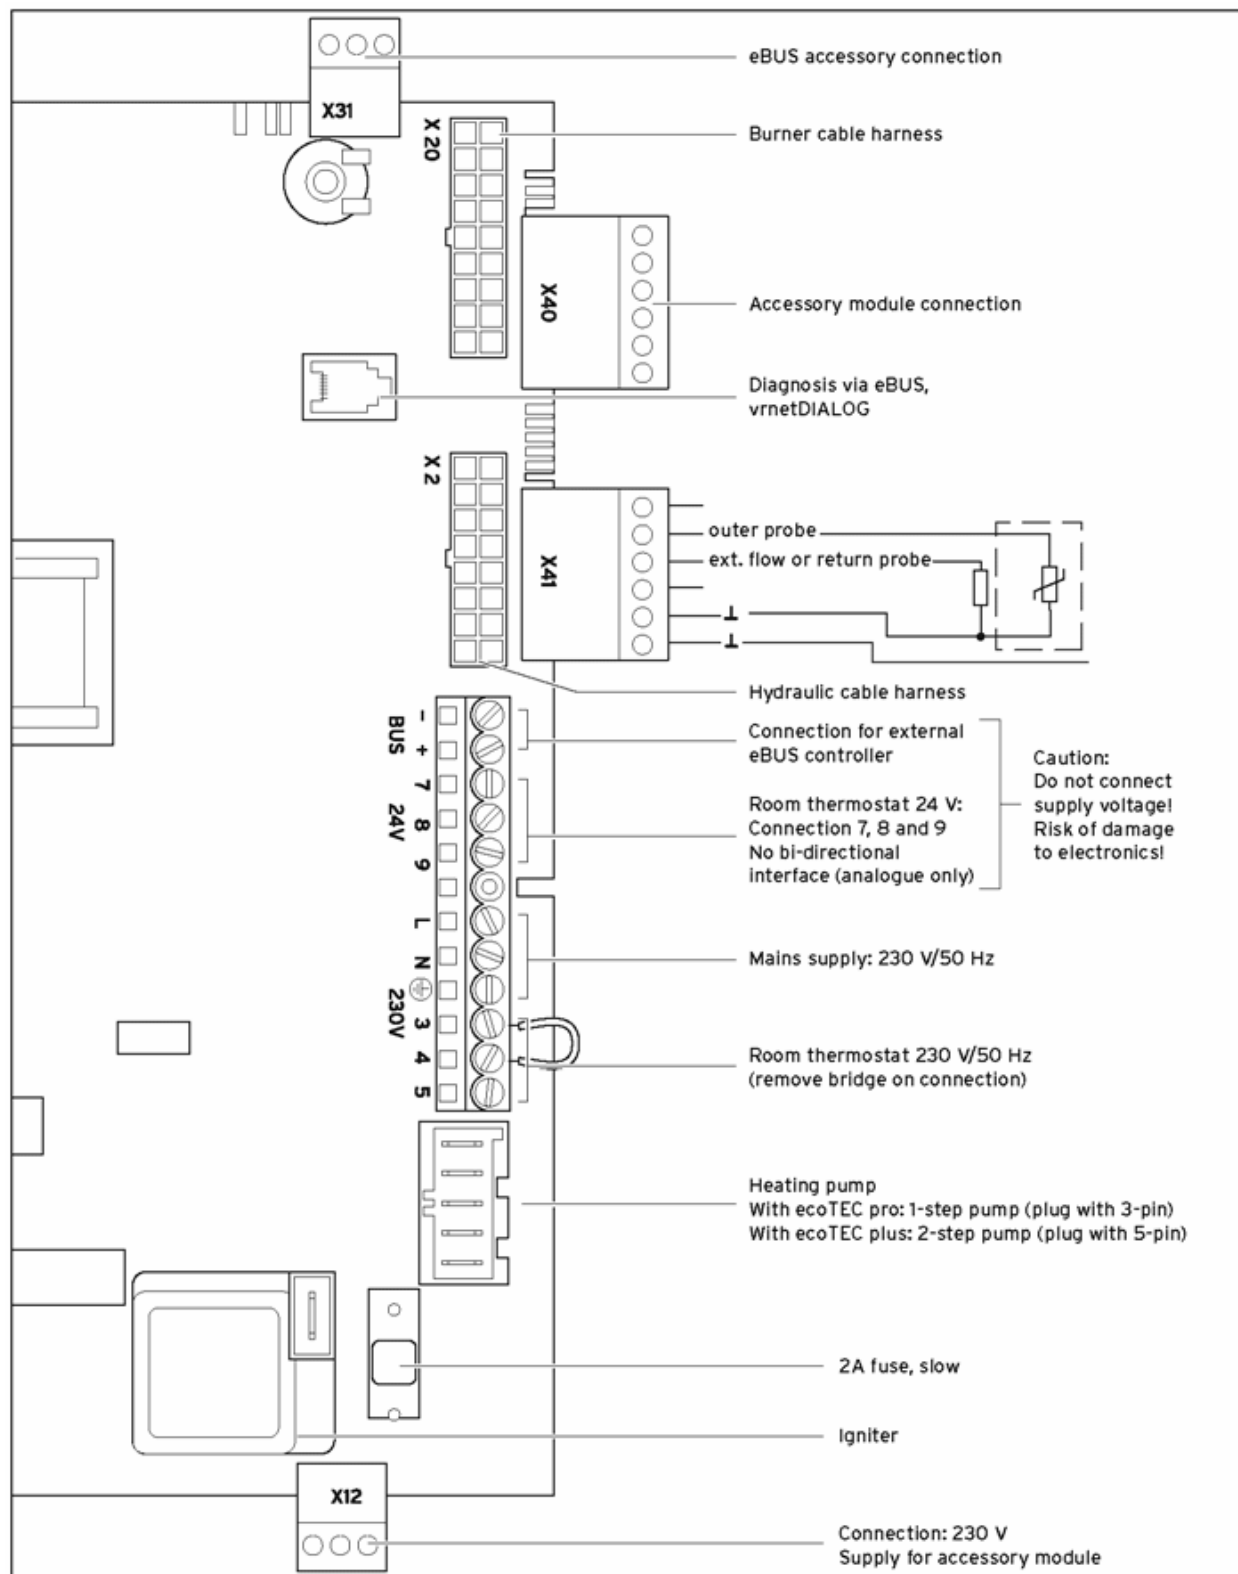 eBUS accessory connection
X31
X 20
Burner cable harness
X40
Accessory module connection
Diagnosis via eBUS,
vrnetDIALOG
X 2
X41
outer probe
ext. flow or return probe
Hydraulic cable harness
BUS
-
+
Connection for external
eBUS controller
24V
7
8
9
Room thermostat 24 V:
Connection 7, 8 and 9
No bi-directional
interface (analogue only)
Caution:
Do not connect
supply voltage!
Risk of damage
to electronics!
L
N
Mains supply: 230 V/50 Hz
230V
3
4
5
Room thermostat 230 V/50 Hz
(remove bridge on connection)
Heating pump
With ecoTEC pro: 1-step pump (plug with 3-pin)
With ecoTEC plus: 2-step pump (plug with 5-pin)
2A fuse, slow
Igniter
X12
Connection: 230 V
Supply for accessory module